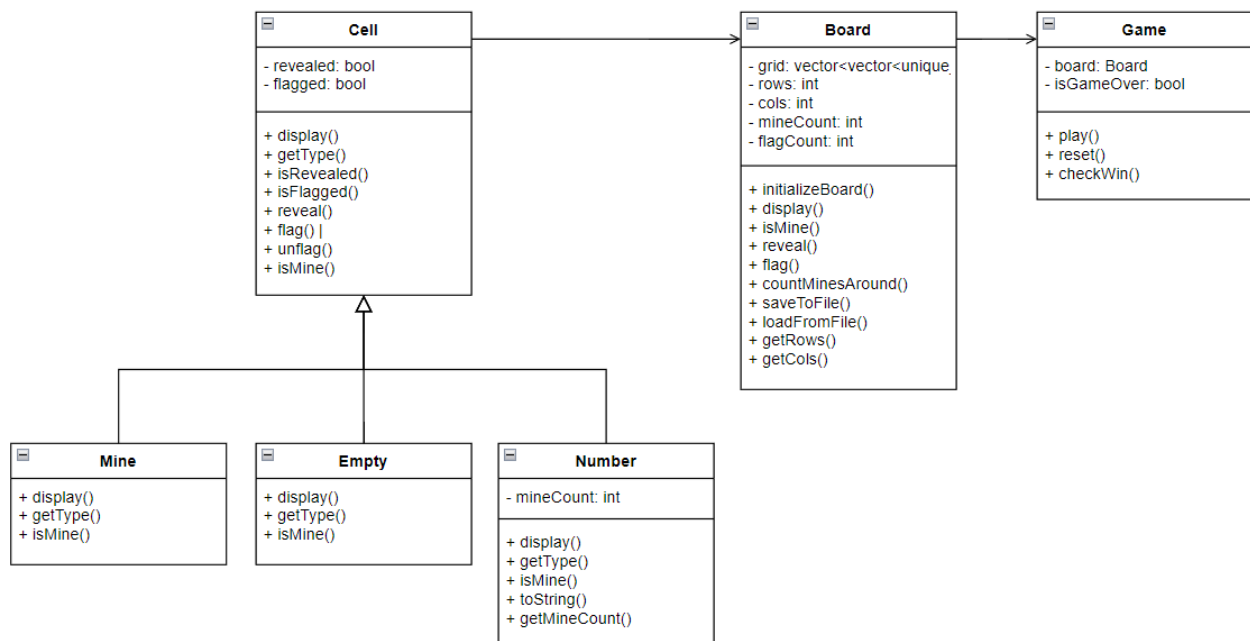 Cell
- revealed: bool
- flagged: bool
+ display()
+ getType()
+ isRevealed()
+ isFlagged()
+ reveal()
+ flag() |
+ unflag()
+ isMine()
Board
- grid: vector<vector<unique_
- rows: int
- cols: int
- mineCount: int
- flagCount: int
+ initializeBoard()
+ display()
+ isMine()
+ reveal()
+ flag()
+ countMinesAround()
+ saveToFile()
+ loadFromFile()
+ getRows()
+ getCols()
Game
- board: Board
- isGameOver: bool
+ play()
+ reset()
+ checkWin()
Mine
+ display()
+ getType()
+ isMine()
Empty
+ display()
+ getType()
+ isMine()
Number
- mineCount: int
+ display()
+ getType()
+ isMine()
+ toString()
+ getMineCount()